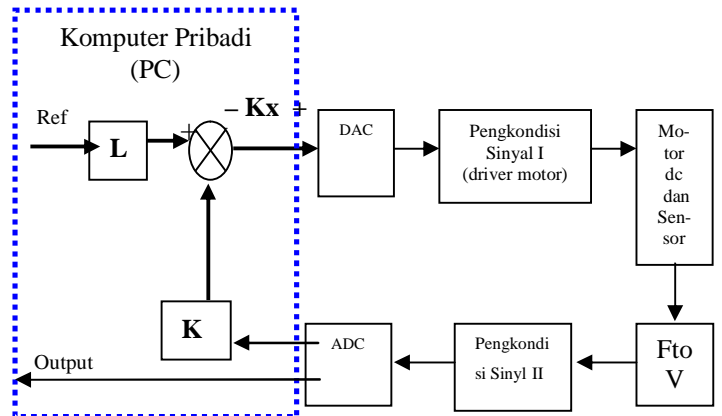 Komputer Pribadi
(PC)
Ref
L
+
– Kx +
DAC
Pengkondisi
Sinyal I
(driver motor)
Mo-
tor
dc
dan
Sen-
sor
K
Output
ADC
Pengkondi
si Sinyl II
Fto
V